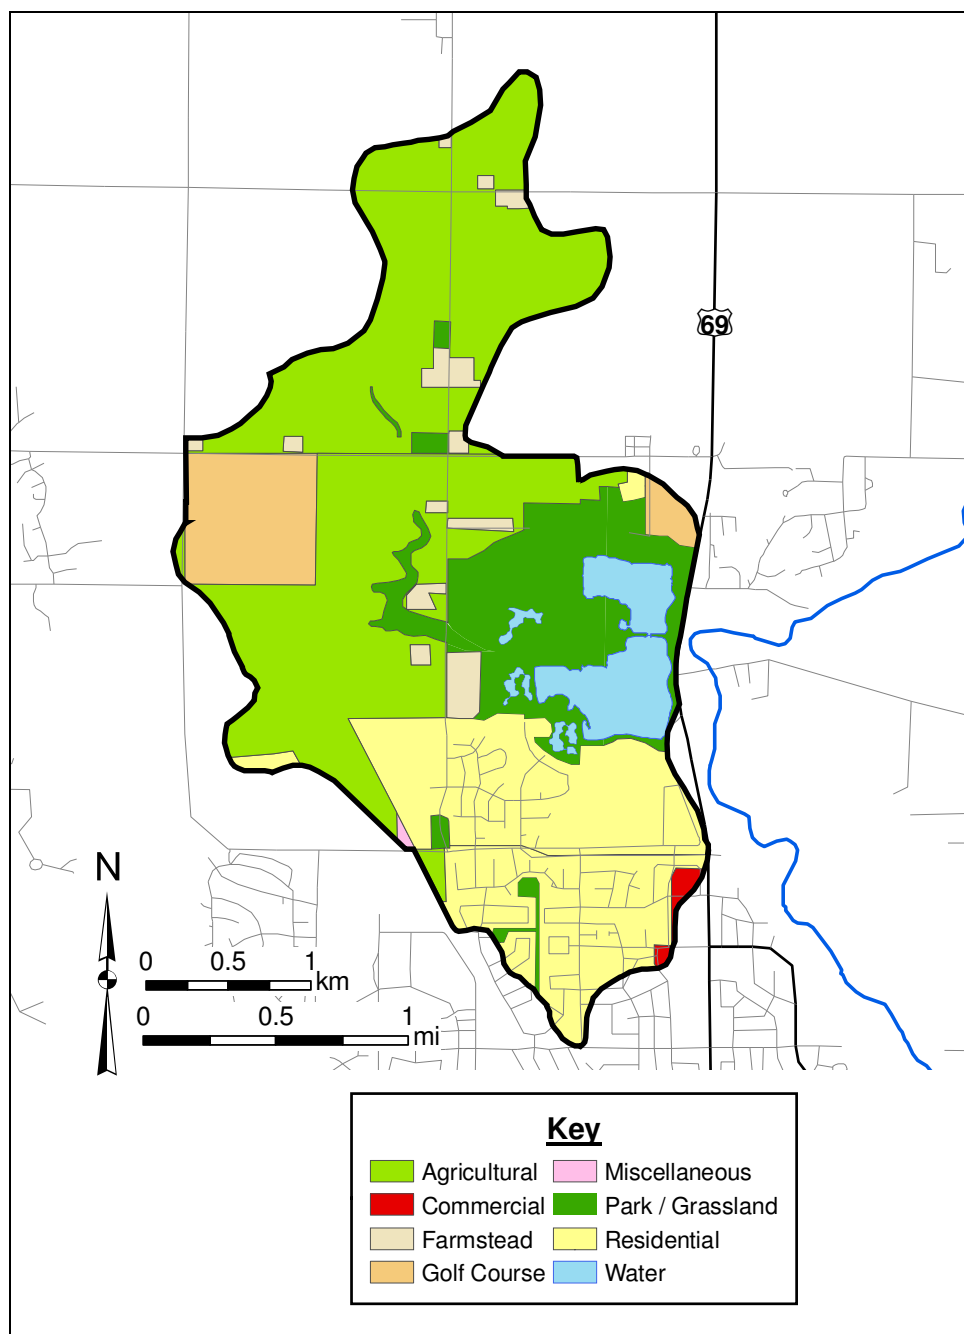 69
N
0 0.5 1
km
0 0.5 1
mi
Key
Agricultural Miscellaneous
Commercial Park / Grassland
Farmstead Residential
Golf Course Water